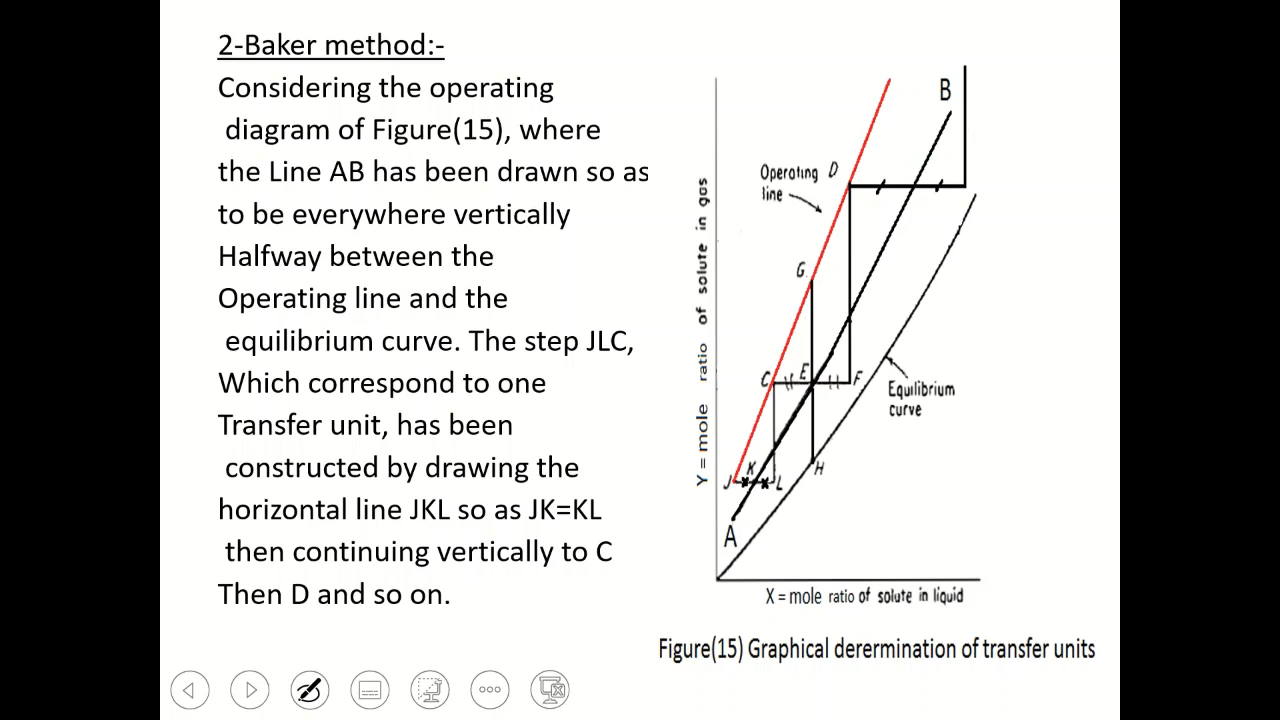 2-Baker method:-
Considering the operating
diagram of Figure(15), where
the Line AB has been drawn so as
to be everywhere vertically
Halfway between the
Operating line and the
equilibrium curve. The step JLC,
Which correspond to one
Transfer unit, has been
constructed by drawing the
horizontal line JKL so as JK=KL
then continuing vertically to C
Then D and so on.
Y = mole ratio of solute in gas
B
Operating D
line
G
C E F
Equilibrium
curve
J K L H
A
X = mole ratio of solute in liquid
Figure(15) Graphical derermination of transfer units